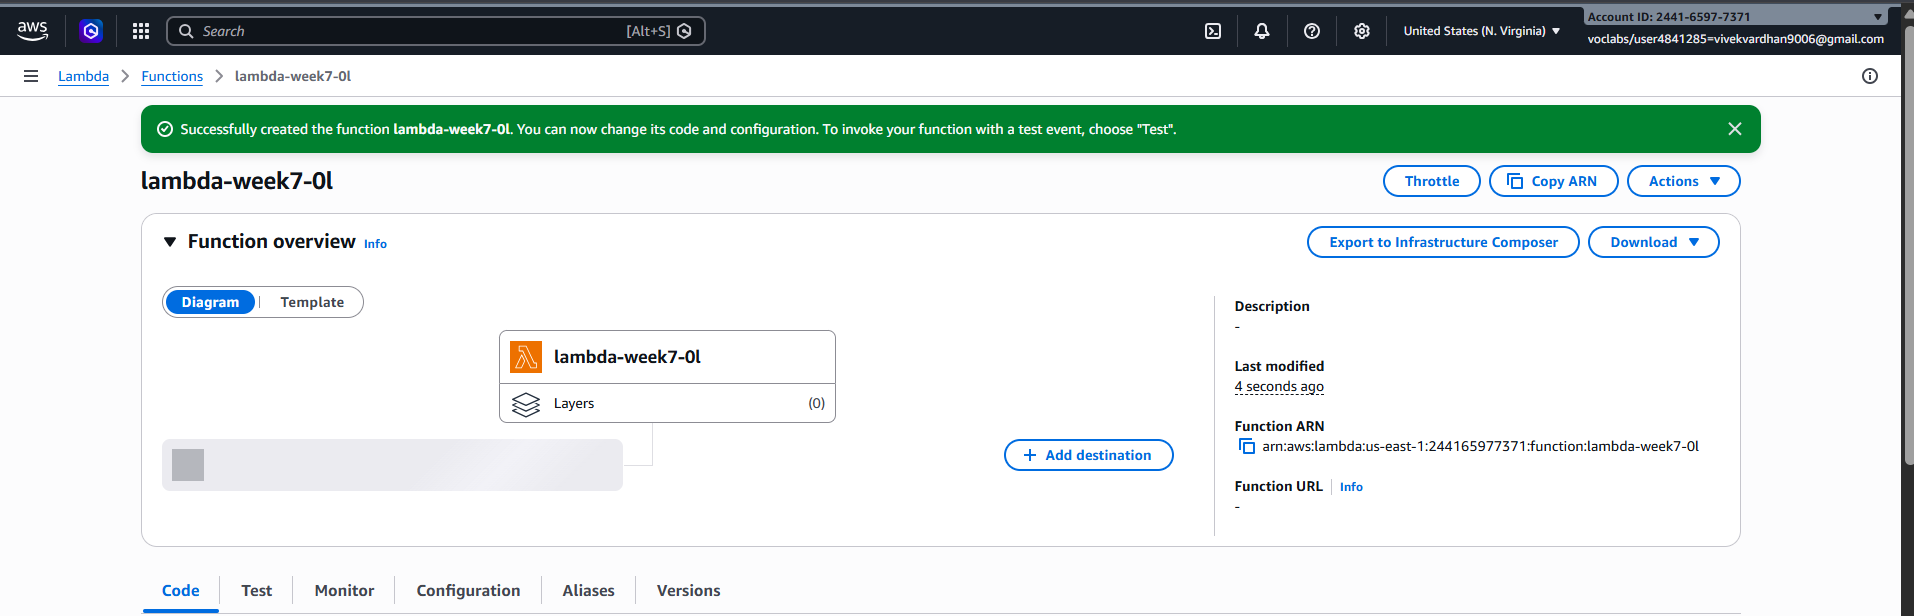 aws
Search [Alt+S]
United States (N. Virginia)
Account ID: 2441-6597-7371
voclabs/user4841285=vivekvardhan9006@gmail.com
Lambda Functions lambda-week7-0l
Successfully created the function lambda-week7-0l. You can now change its code and configuration. To invoke your function with a test event, choose "Test".
lambda-week7-0l
Throttle Copy ARN Actions
Function overview Info
Export to Infrastructure Composer Download
Diagram Template
lambda-week7-0l
Layers (0)
Add destination
Description
-
Last modified
4 seconds ago
Function ARN
arn:aws:lambda:us-east-1:244165977371:function:lambda-week7-0l
Function URL Info
-
Code Test Monitor Configuration Aliases Versions